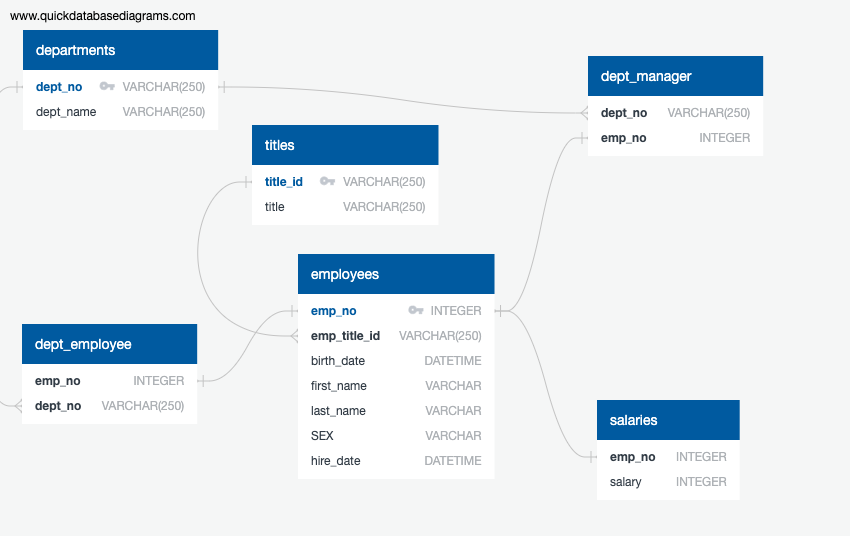 www.quickdatabasediagrams.com
departments
dept_no VARCHAR(250)
dept_name VARCHAR(250)
dept_manager
dept_no VARCHAR(250)
emp_no INTEGER
titles
title_id VARCHAR(250)
title VARCHAR(250)
employees
emp_no INTEGER
emp_title_id VARCHAR(250)
birth_date DATETIME
first_name VARCHAR
last_name VARCHAR
SEX VARCHAR
hire_date DATETIME
dept_employee
emp_no INTEGER
dept_no VARCHAR(250)
salaries
emp_no INTEGER
salary INTEGER